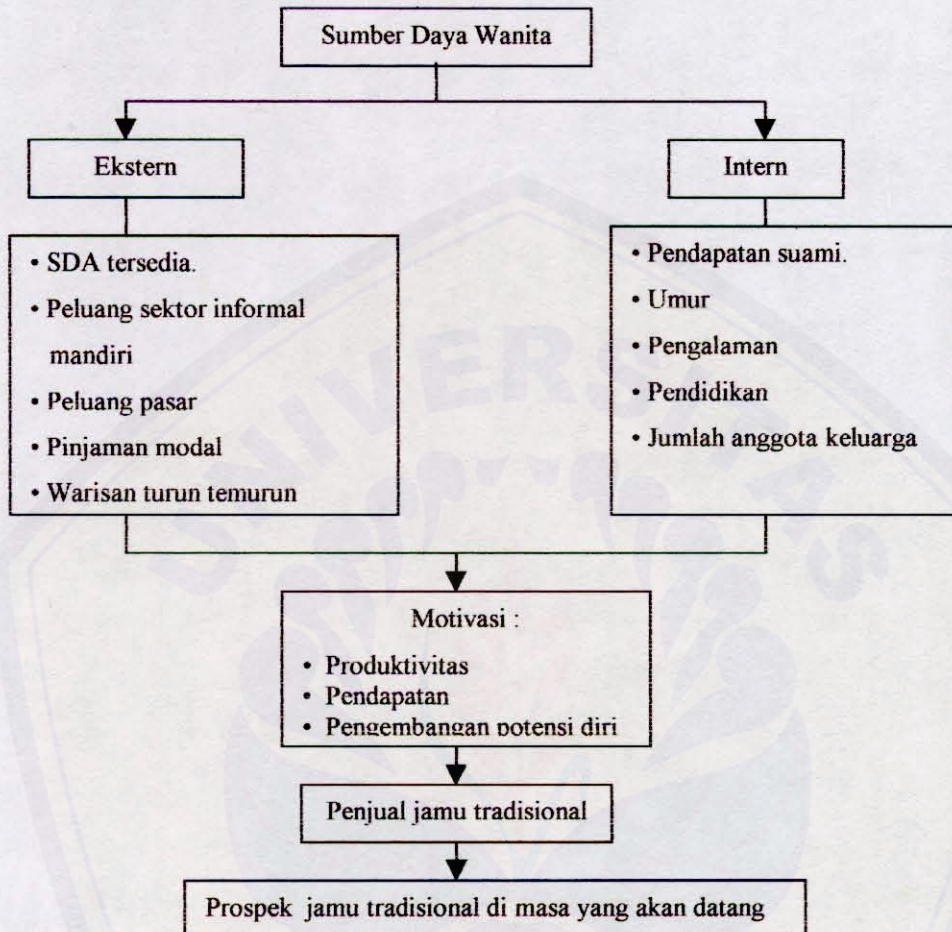 Sumber Daya Wanita
Ekstern
Intern
• SDA tersedia.
• Peluang sektor informal
mandiri
• Peluang pasar
• Pinjaman modal
• Warisan turun temurun
• Pendapatan suami.
• Umur
• Pengalaman
• Pendidikan
• Jumlah anggota keluarga
Motivasi :
• Produktivitas
• Pendapatan
• Pengembangan potensi diri
Penjual jamu tradisional
Prospek jamu tradisional di masa yang akan datang
UNIVERSITAS